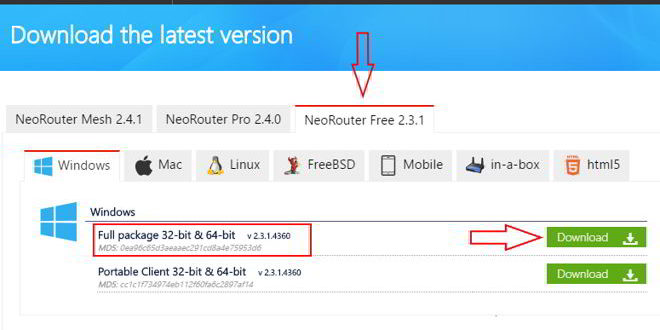 Download the latest version
NeoRouter Mesh 2.4.1 NeoRouter Pro 2.4.0 NeoRouter Free 2.3.1
Windows Mac Linux FreeBSD Mobile in-a-box html5
Windows
Full package 32-bit & 64-bit v 2.3.1.4360 Download
MD5: 0ea96c65d3aeaaec291cd8a4e75953d6
Portable Client 32-bit & 64-bit v 2.3.1.4360 Download
MD5: cc1c1f734974eb112f60fa6c2897af14